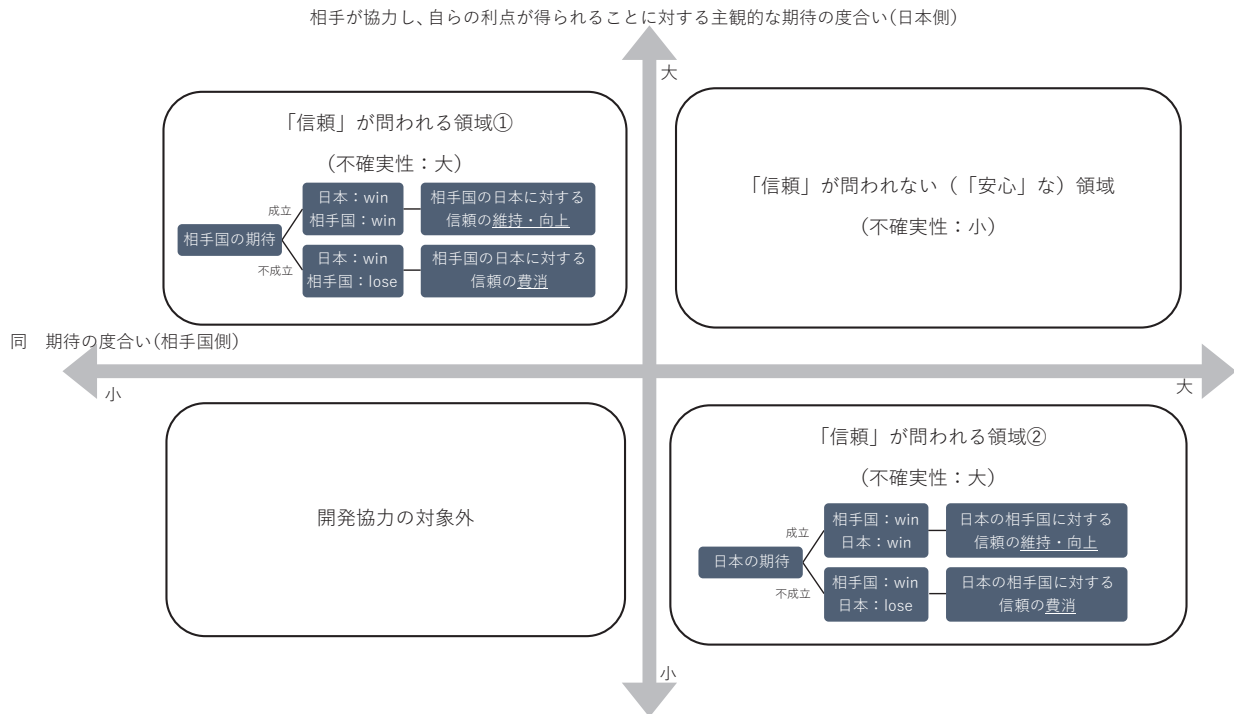 相手が協力し、自らの利点が得られることに対する主観的な期待の度合い(日本側)
大
「信頼」が問われる領域①
(不確実性：大)
相手国の期待
成立
日本：win
相手国：win
相手国の日本に対する
信頼の維持・向上
不成立
日本：win
相手国：lose
相手国の日本に対する
信頼の費消
「信頼」が問われない（「安心」な）領域
(不確実性：小)
同　期待の度合い(相手国側)
小
大
開発協力の対象外
「信頼」が問われる領域②
(不確実性：大)
日本の期待
成立
相手国：win
日本：win
日本の相手国に対する
信頼の維持・向上
不成立
相手国：win
日本：lose
日本の相手国に対する
信頼の費消
小